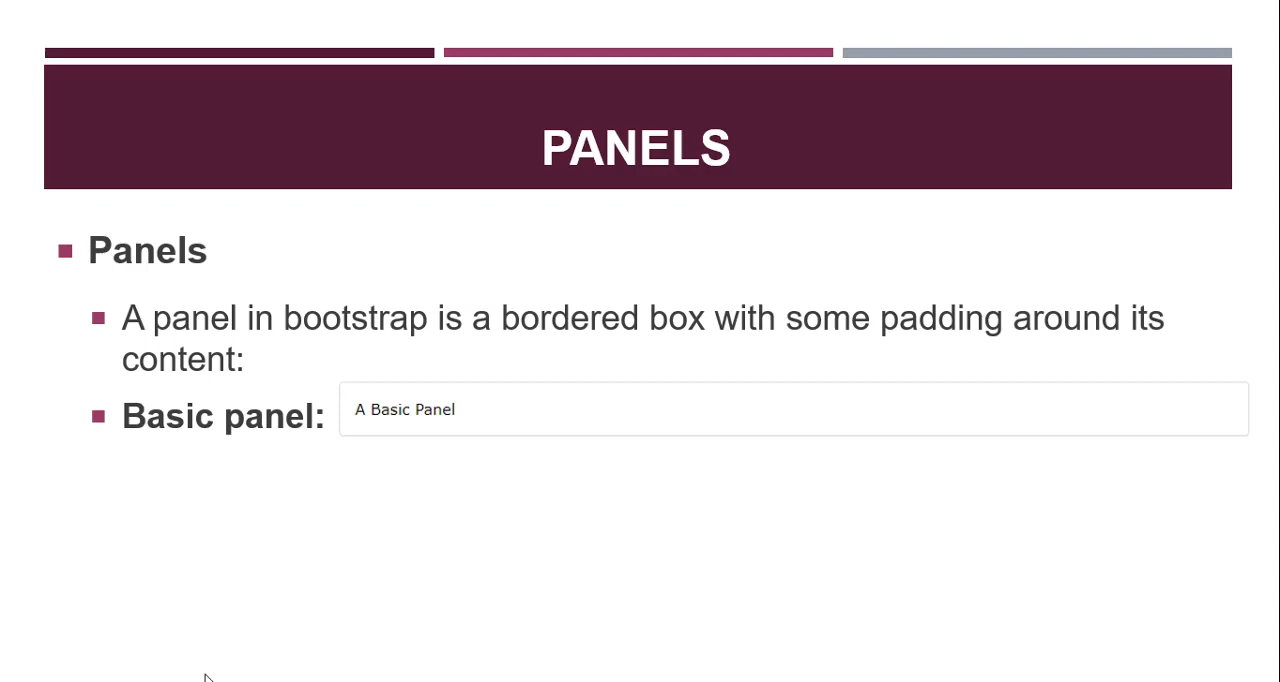 PANELS
Panels
A panel in bootstrap is a bordered box with some padding around its
content:
Basic panel: A Basic Panel